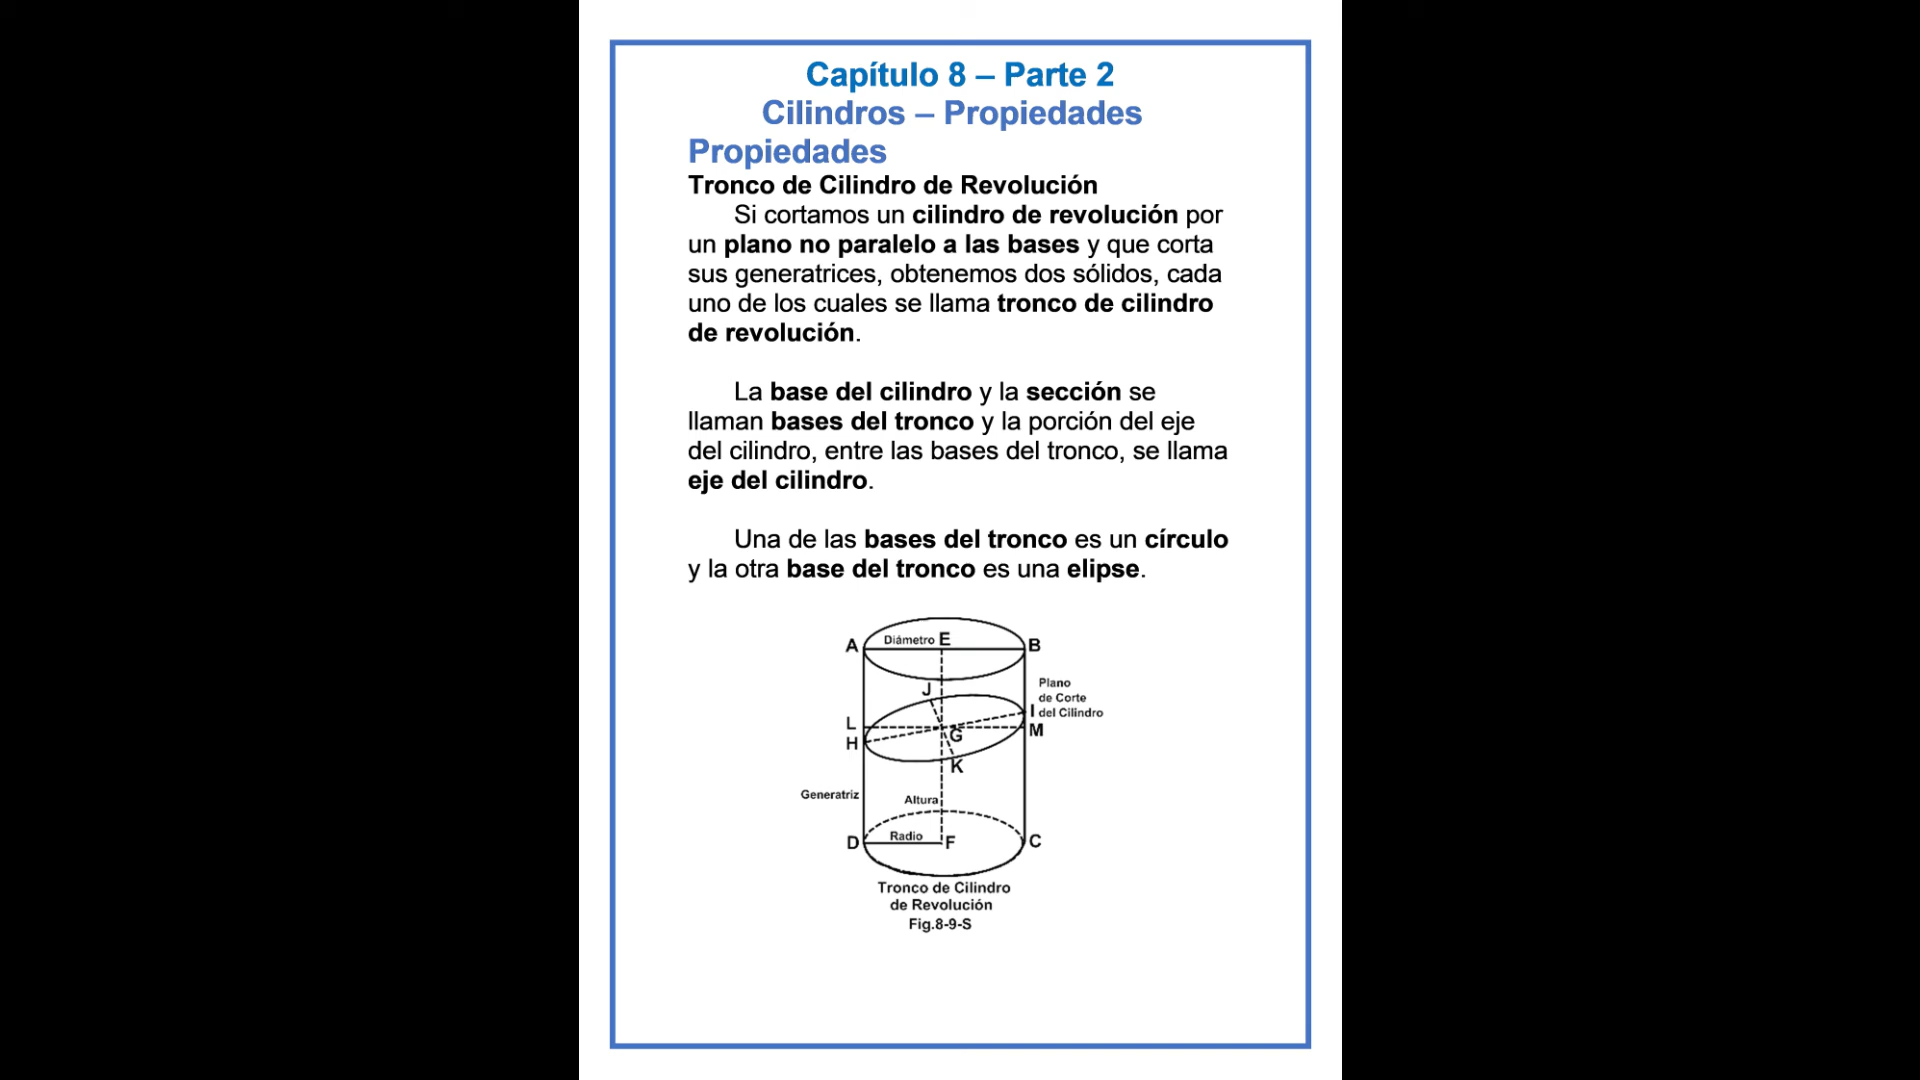 Capítulo 8 – Parte 2
Cilindros – Propiedades
Propiedades
Tronco de Cilindro de Revolución
Si cortamos un cilindro de revolución por
un plano no paralelo a las bases y que corta
sus generatrices, obtenemos dos sólidos, cada
uno de los cuales se llama tronco de cilindro
de revolución.
La base del cilindro y la sección se
llaman bases del tronco y la porción del eje
del cilindro, entre las bases del tronco, se llama
eje del cilindro.
Una de las bases del tronco es un círculo
y la otra base del tronco es una elipse.
A Diámetro E B
J
Plano
de Corte
I del Cilindro
L
G M
H
K
Generatriz
Altura
D Radio F C
Tronco de Cilindro
de Revolución
Fig.8-9-S